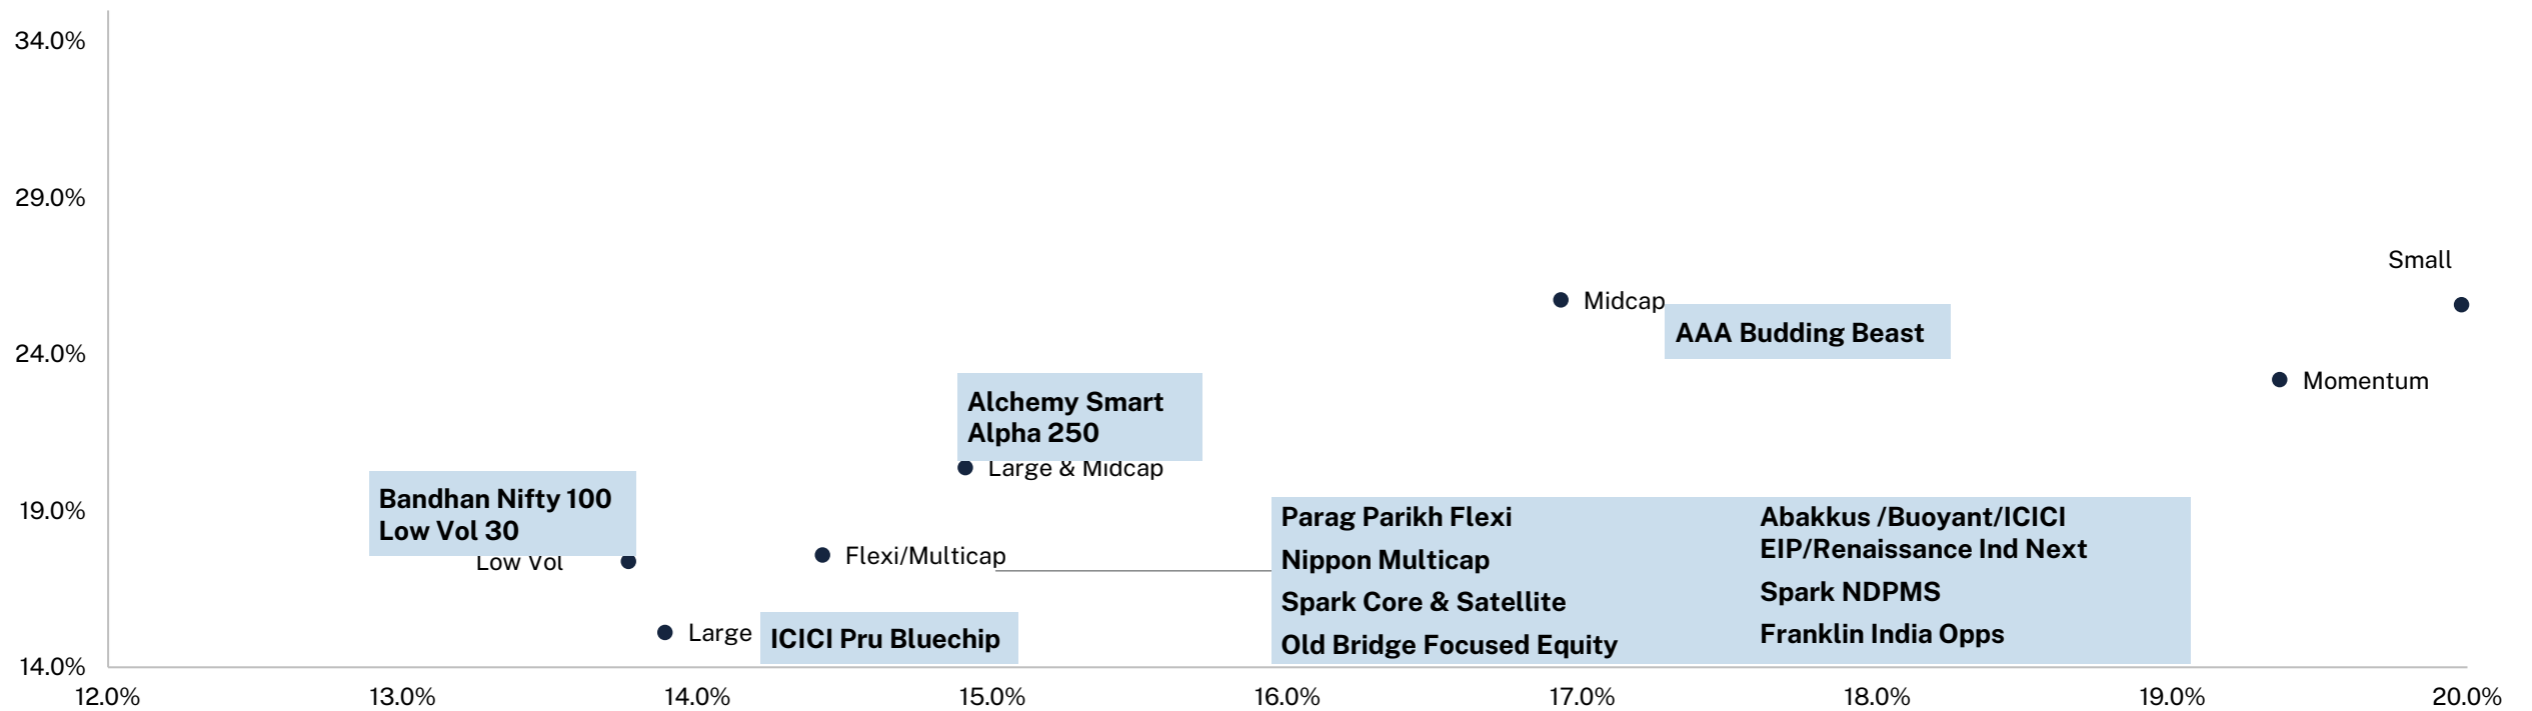 34.0%
29.0%
24.0%
19.0%
14.0%
Small
Midcap
AAA Budding Beast
Momentum
Alchemy Smart
Alpha 250
Large & Midcap
Bandhan Nifty 100
Low Vol 30
Low Vol
Flexi/Multicap
Large
ICICI Pru Bluechip
Parag Parikh Flexi
Nippon Multicap
Spark Core & Satellite
Old Bridge Focused Equity
Abakkus /Buoyant/ICICI
EIP/Renaissance Ind Next
Spark NDPMS
Franklin India Opps
12.0% 13.0% 14.0% 15.0% 16.0% 17.0% 18.0% 19.0% 20.0%